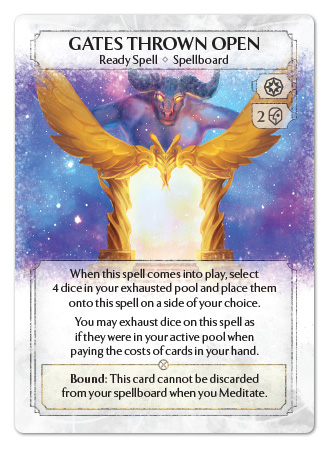 GATES THROWN OPEN
Ready Spell ◇ Spellboard
2
When this spell comes into play, select
4 dice in your exhausted pool and place them
onto this spell on a side of your choice.
You may exhaust dice on this spell as
if they were in your active pool when
paying the costs of cards in your hand.
Bound: This card cannot be discarded
from your spellboard when you Meditate.